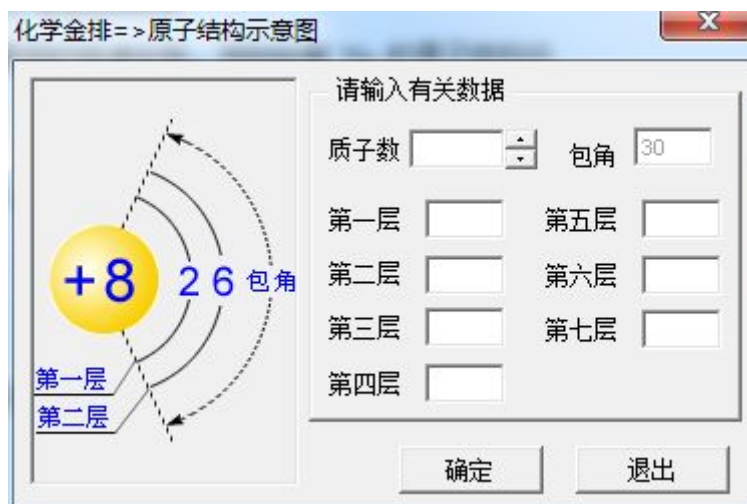 化学金排=>原子结构示意图
请输入有关数据
质子数
包角 30
第一层
第五层
第二层
第六层
第三层
第七层
第四层
+8
2 6 包角
第一层
第二层
确定
退出